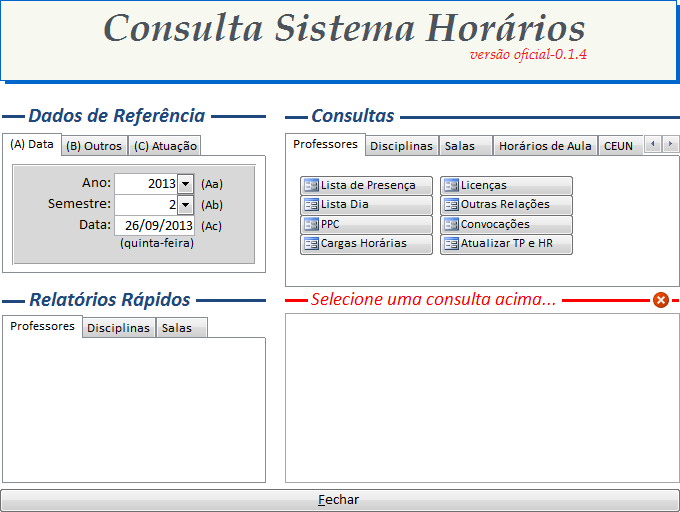 Consulta Sistema Horários
versão oficial-0.1.4
Dados de Referência
(A) Data (B) Outros (C) Atuação
Ano: 2013 (Aa)
Semestre: 2 (Ab)
Data: 26/09/2013 (Ac)
(quinta-feira)
Consultas
Professores Disciplinas Salas Horários de Aula CEUN
Lista de Presença Licenças
Lista Dia Outras Relações
PPC Convocações
Cargas Horárias Atualizar TP e HR
Relatórios Rápidos
Professores Disciplinas Salas
Selecione uma consulta acima...
Fechar